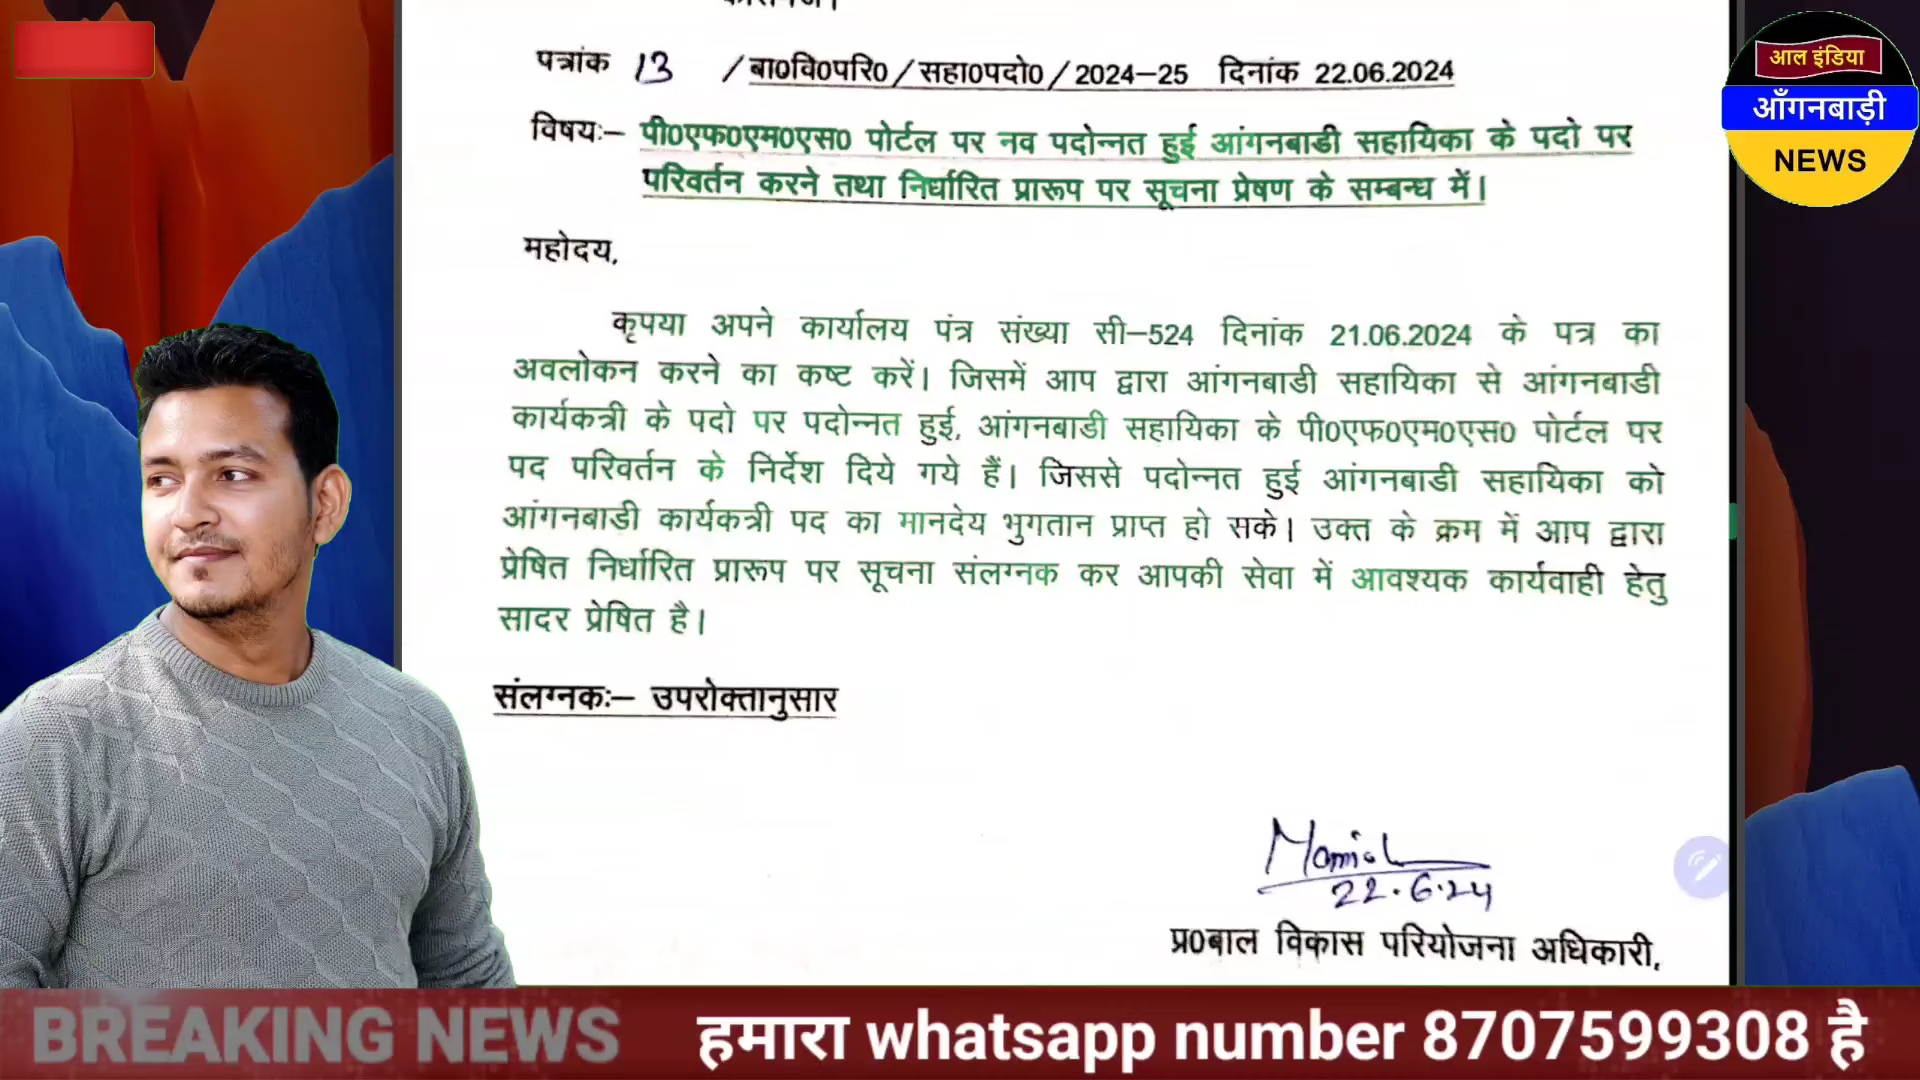 पत्रांक 13 /बा0वि0परि0/सहा0पदो0/2024–25 दिनांक 22.06.2024
विषयः– पी0एफ0एम0एस0 पोर्टल पर नव पदोन्नत हुई आंगनबाडी सहायिका के पदो पर
परिवर्तन करने तथा निर्धारित प्रारूप पर सूचना प्रेषण के सम्बन्ध में।
महोदय,
कृपया अपने कार्यालय पंत्र संख्या सी–524 दिनांक 21.06.2024 के पत्र का
अवलोकन करने का कष्ट करें। जिसमें आप द्वारा आंगनबाडी सहायिका से आंगनबाडी
कार्यकत्री के पदो पर पदोन्नत हुई, आंगनबाडी सहायिका के पी0एफ0एम0एस0 पोर्टल पर
पद परिवर्तन के निर्देश दिये गये हैं। जिससे पदोन्नत हुई आंगनबाडी सहायिका को
आंगनबाडी कार्यकत्री पद का मानदेय भुगतान प्राप्त हो सके। उक्त के क्रम में आप द्वारा
प्रेषित निर्धारित प्रारूप पर सूचना संलग्नक कर आपकी सेवा में आवश्यक कार्यवाही हेतु
सादर प्रेषित है।
संलग्नकः– उपरोक्तानुसार
22.6.24
प्र0बाल विकास परियोजना अधिकारी,
आल इंडिया
आँगनबाड़ी
NEWS
BREAKING NEWS
हमारा whatsapp number 8707599308 है